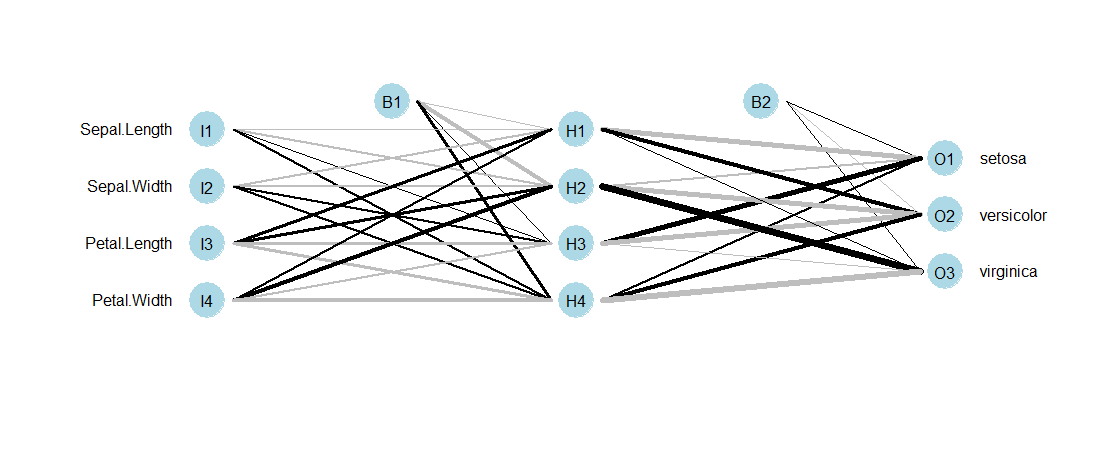 B1 B2
Sepal.Length I1 H1
O1 setosa
Sepal.Width I2 H2
O2 versicolor
Petal.Length I3 H3
O3 virginica
Petal.Width I4 H4